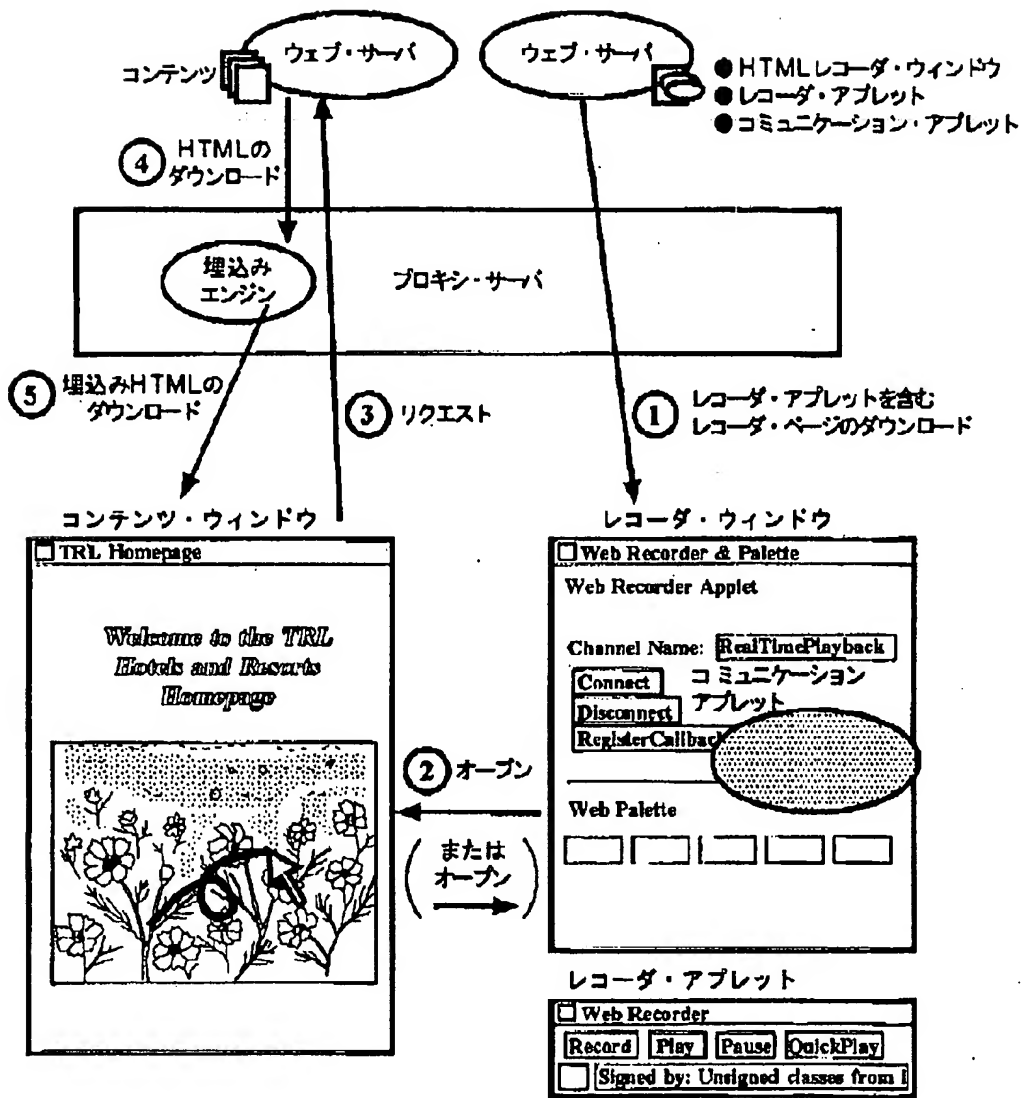 ウェブ・サーバ
ウェブ・サーバ
コンテンツ
●HTMLレコーダ・ウィンドウ
●レコーダ・アプレット
●コミュニケーション・アプレット
④ HTMLの
ダウンロード
埋込み
エンジン
プロキシ・サーバ
⑤ 埋込みHTMLの
ダウンロード
③ リクエスト
① レコーダ・アプレットを含む
レコーダ・ページのダウンロード
コンテンツ・ウィンドウ
TRL Homepage
Welcome to the TRL
Hotels and Resorts
Homepage
② オープン
(または
オープン)
レコーダ・ウィンドウ
Web Recorder & Palette
Web Recorder Applet
Channel Name: RealTimePlayback
Connect
Disconnect
RegisterCallback
コミュニケーション
アプレット
Web Palette
レコーダ・アプレット
Web Recorder
Record Play Pause QuickPlay
Signed by: Unsigned classes from l